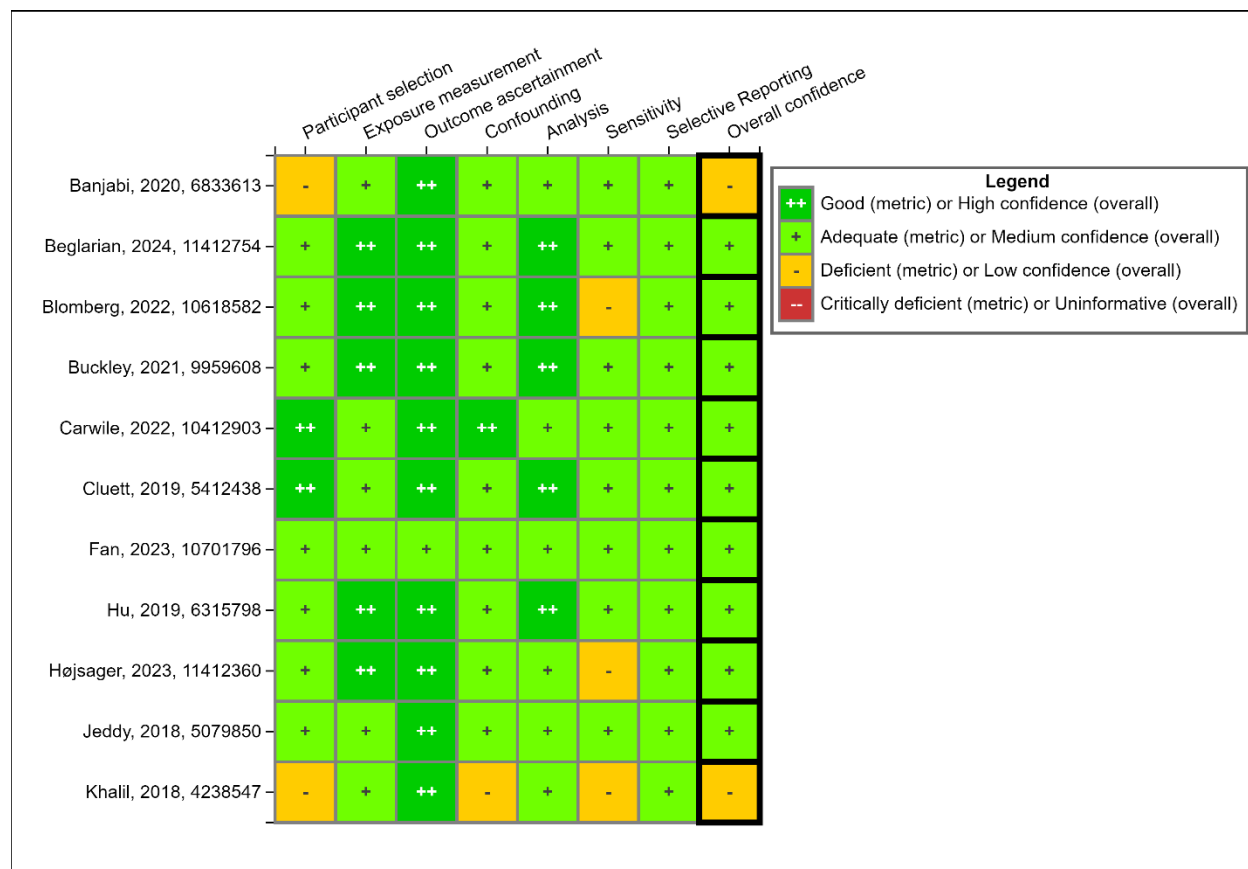 Participant selection
Exposure measurement
Outcome ascertainment
Confounding
Analysis
Sensitivity
Selective Reporting
Overall confidence
Banjabi, 2020, 6833613 - + ++ + + + + -
Beglarian, 2024, 11412754 + ++ ++ + ++ + + +
Blomberg, 2022, 10618582 + ++ ++ + ++ - + +
Buckley, 2021, 9959608 + ++ ++ + ++ + + +
Carwile, 2022, 10412903 ++ + ++ ++ + + + +
Cluett, 2019, 5412438 ++ + ++ + ++ + + +
Fan, 2023, 10701796 + + + + + + + +
Hu, 2019, 6315798 + ++ ++ + ++ + + +
Højsager, 2023, 11412360 + ++ ++ + + - + +
Jeddy, 2018, 5079850 + + ++ + + + + +
Khalil, 2018, 4238547 - + ++ - + - + -
Legend
++ Good (metric) or High confidence (overall)
+ Adequate (metric) or Medium confidence (overall)
- Deficient (metric) or Low confidence (overall)
-- Critically deficient (metric) or Uninformative (overall)